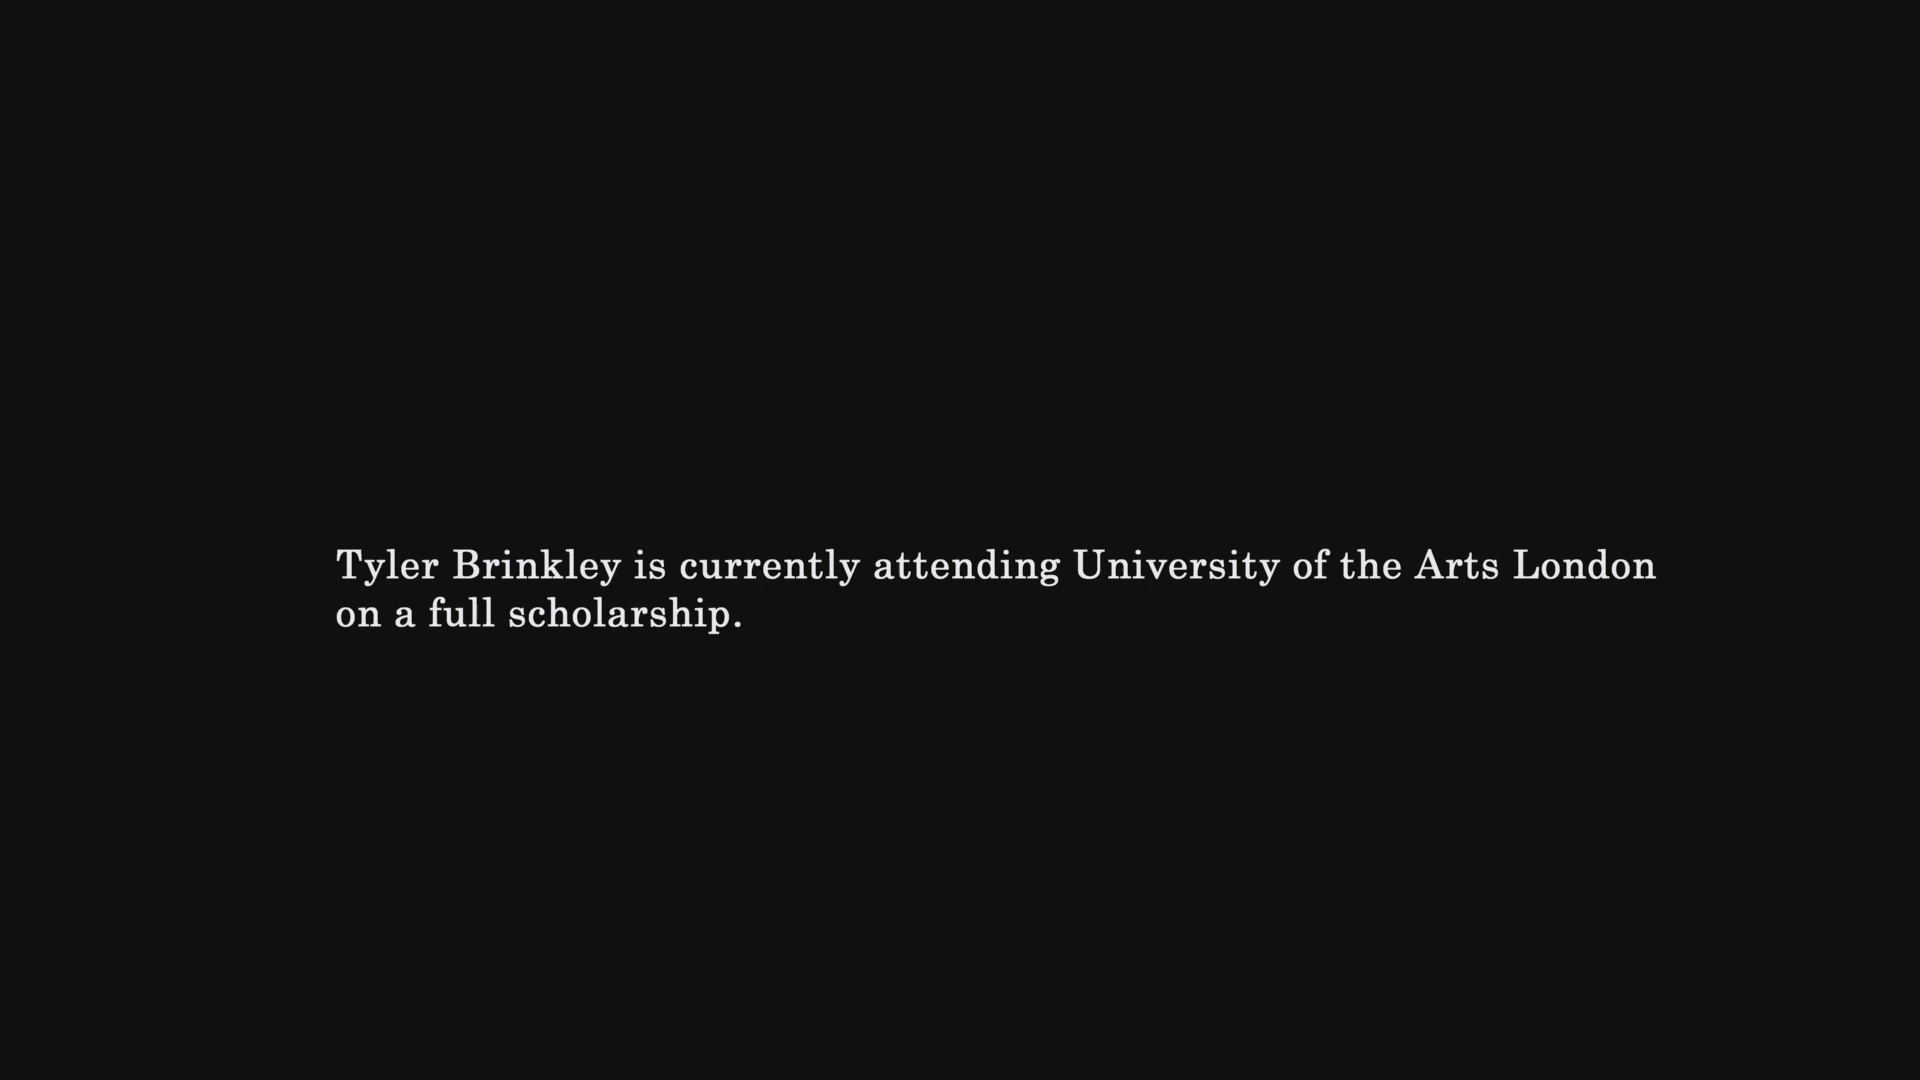 Tyler Brinkley is currently attending University of the Arts London
on a full scholarship.